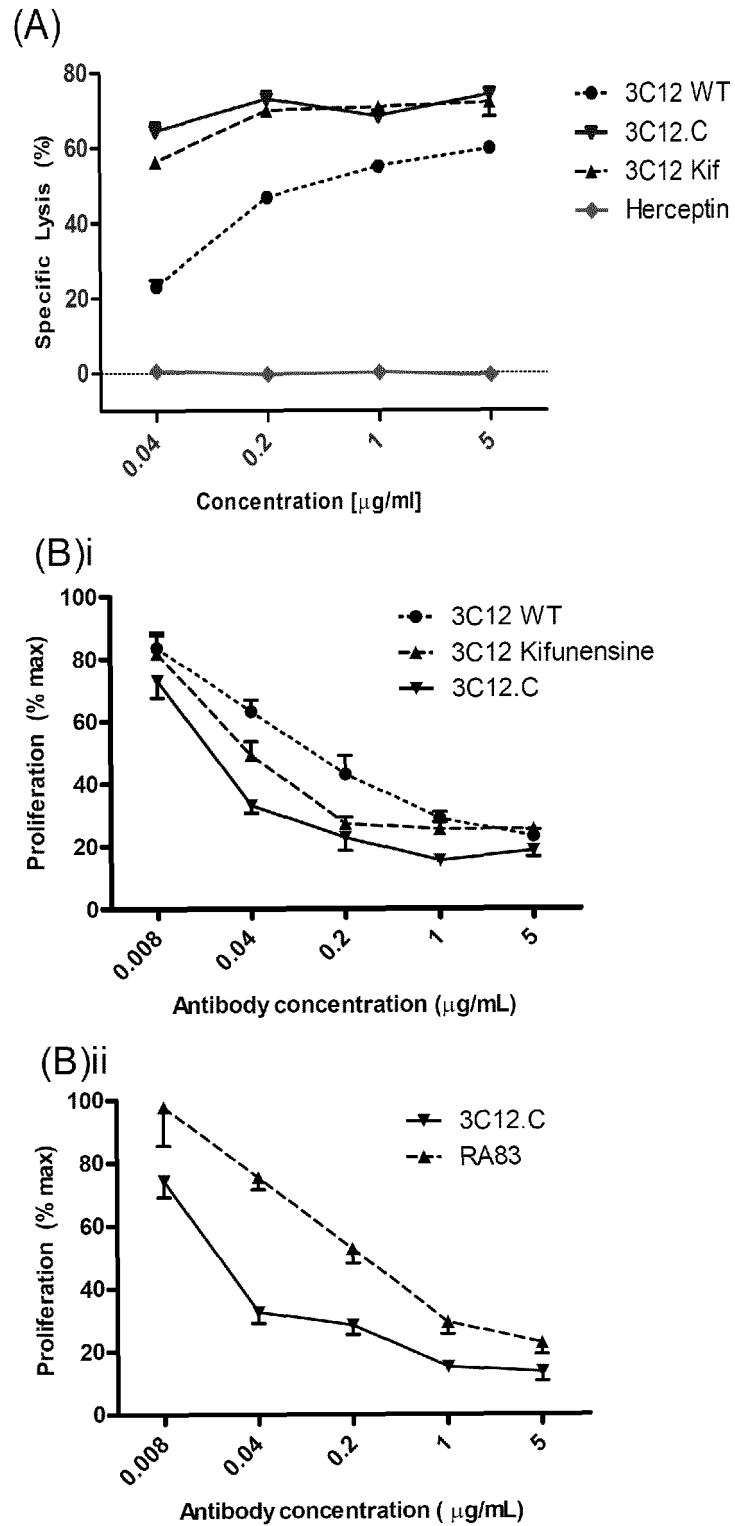 (A)
80
60
40
20
0
Specific Lysis (%)
0.04
0.2
1
5
Concentration [μg/ml]
3C12 WT
3C12.C
3C12 Kif
Herceptin
(B)i
100
80
60
40
20
0
Proliferation (% max)
0.008
0.04
0.2
1
5
Antibody concentration (μg/mL)
3C12 WT
3C12 Kifunensine
3C12.C
(B)ii
100
80
60
40
20
0
Proliferation (% max)
0.008
0.04
0.2
1
5
Antibody concentration ( μg/mL)
3C12.C
RA83